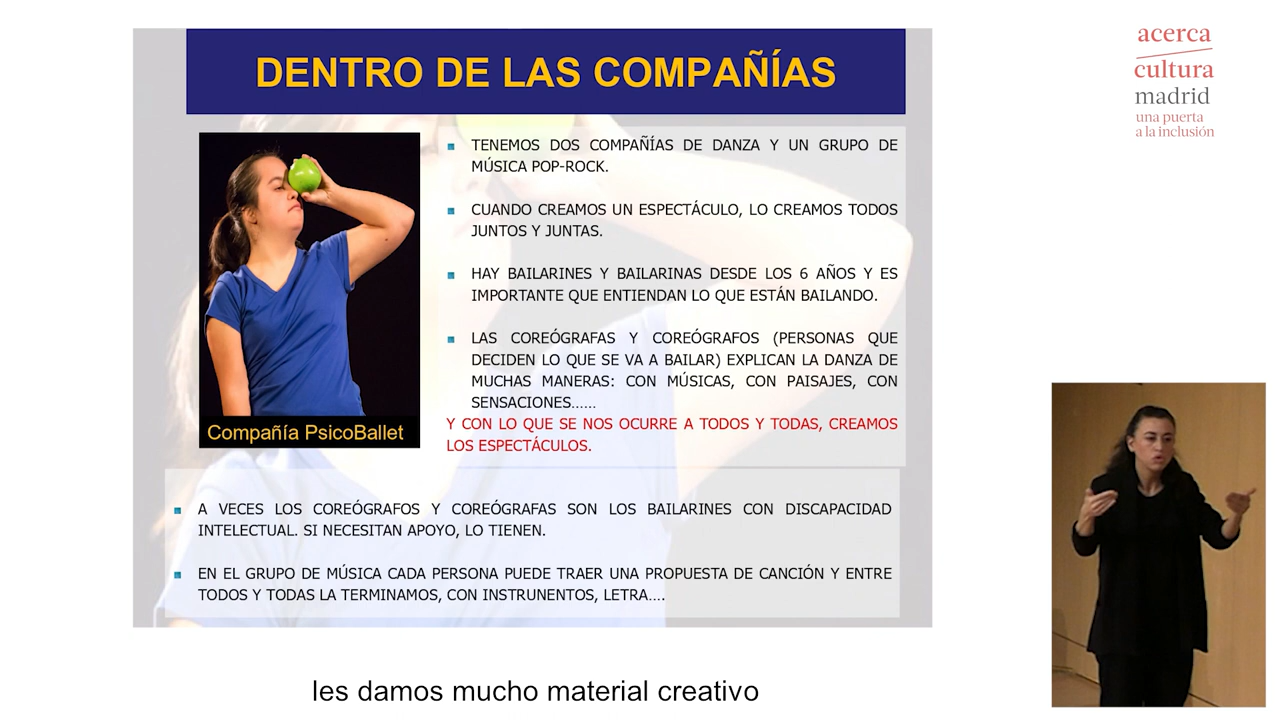 DENTRO DE LAS COMPAÑÍAS
TENEMOS DOS COMPAÑÍAS DE DANZA Y UN GRUPO DE
MÚSICA POP-ROCK.
CUANDO CREAMOS UN ESPECTÁCULO, LO CREAMOS TODOS
JUNTOS Y JUNTAS.
HAY BAILARINES Y BAILARINAS DESDE LOS 6 AÑOS Y ES
IMPORTANTE QUE ENTIENDAN LO QUE ESTÁN BAILANDO.
LAS COREÓGRAFAS Y COREÓGRAFOS (PERSONAS QUE
DECIDEN LO QUE SE VA A BAILAR) EXPLICAN LA DANZA DE
MUCHAS MANERAS: CON MÚSICAS, CON PAISAJES, CON
SENSACIONES......
Y CON LO QUE SE NOS OCURRE A TODOS Y TODAS, CREAMOS
LOS ESPECTÁCULOS.
Compañía PsicoBallet
A VECES LOS COREÓGRAFOS Y COREÓGRAFAS SON LOS BAILARINES CON DISCAPACIDAD
INTELECTUAL. SI NECESITAN APOYO, LO TIENEN.
EN EL GRUPO DE MÚSICA CADA PERSONA PUEDE TRAER UNA PROPUESTA DE CANCIÓN Y ENTRE
TODOS Y TODAS LA TERMINAMOS, CON INSTRUNENTOS, LETRA....
acerca
cultura
madrid
una puerta
a la inclusión
les damos mucho material creativo